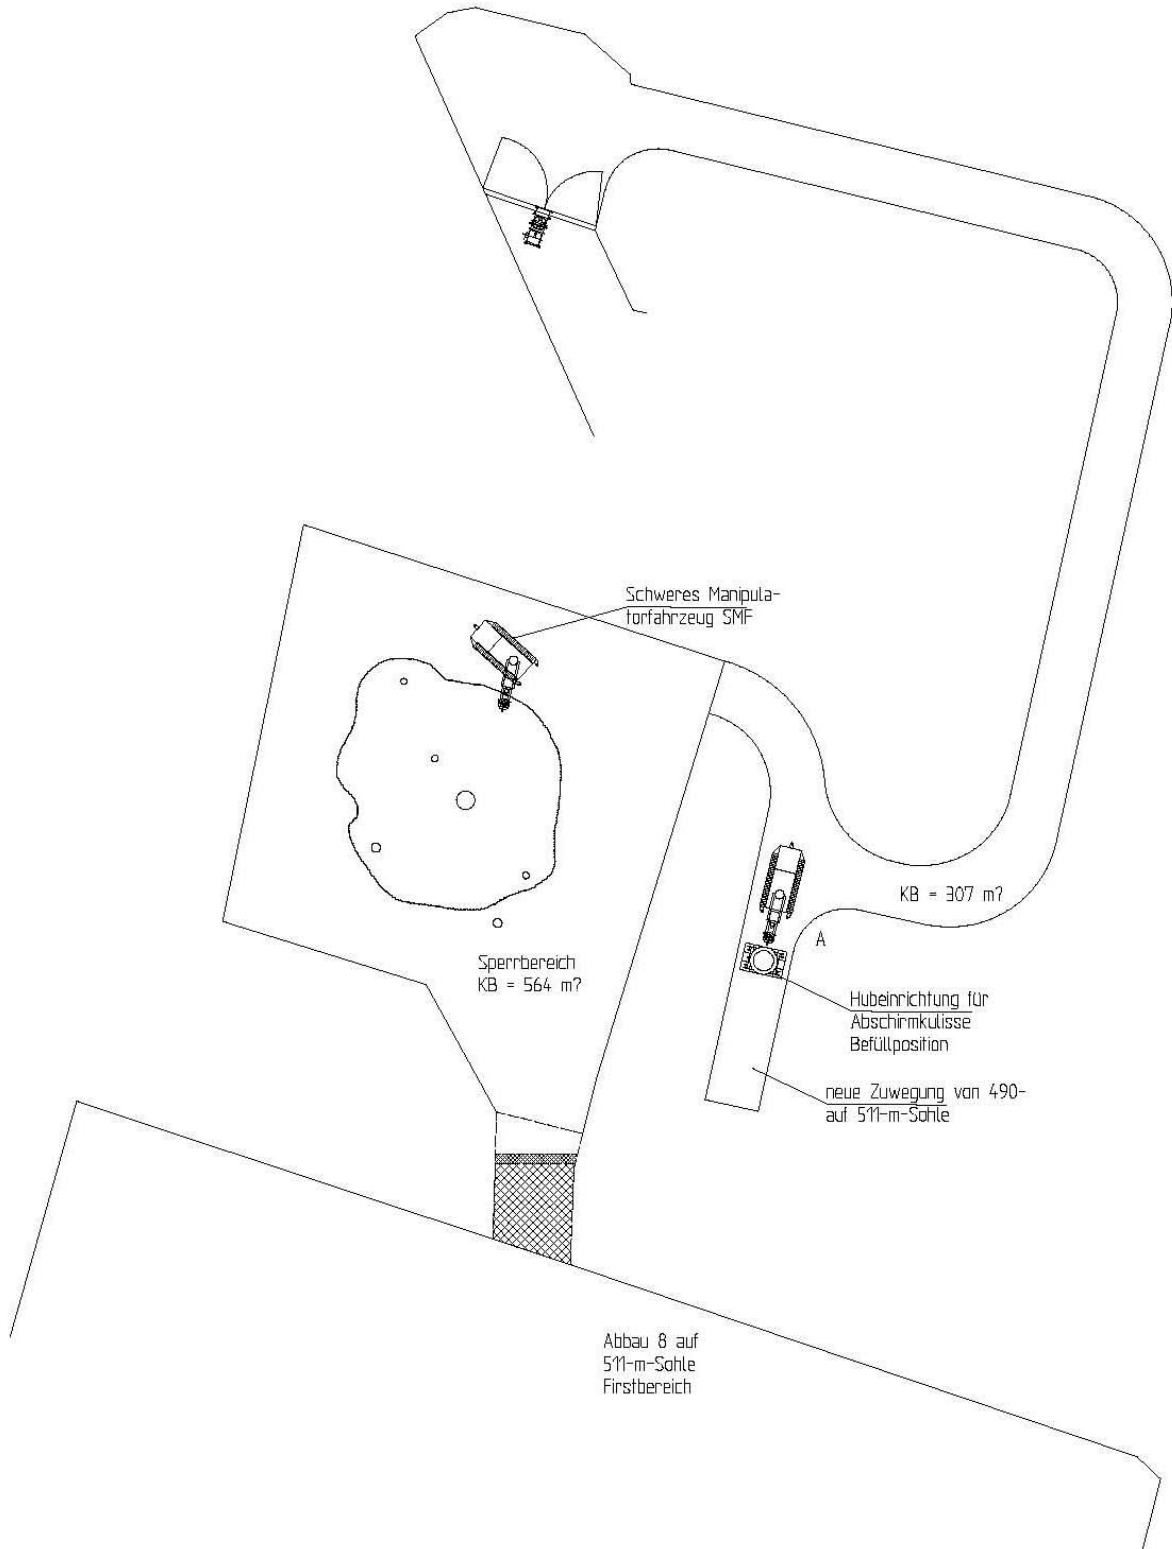 Schweres Manipula-
torfahrzeug SMF
KB = 307 m?
A
Sperrbereich
KB = 564 m?
Hubeinrichtung für
Abschirmkulisse
Befüllposition
neue Zuwegung von 490-
auf 511-m-Sohle
Abbau 8 auf
511-m-Sohle
Firstbereich